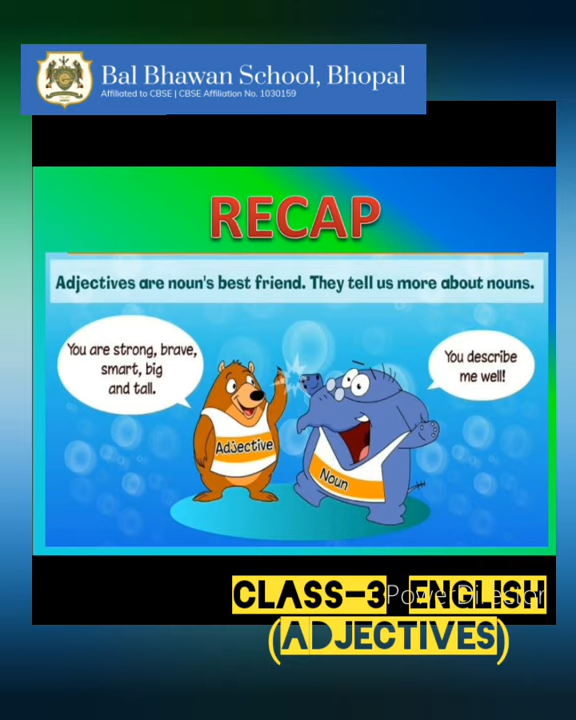 Bal Bhawan School, Bhopal
Affiliated to CBSE | CBSE Affiliation No. 1030159
RECAP
Adjectives are noun's best friend. They tell us more about nouns.
You are strong, brave,
smart, big
and tall.
You describe
me well!
Adjective
Noun
CLASS-3 ENGLISH
PowerDirector
(ADJECTIVES)